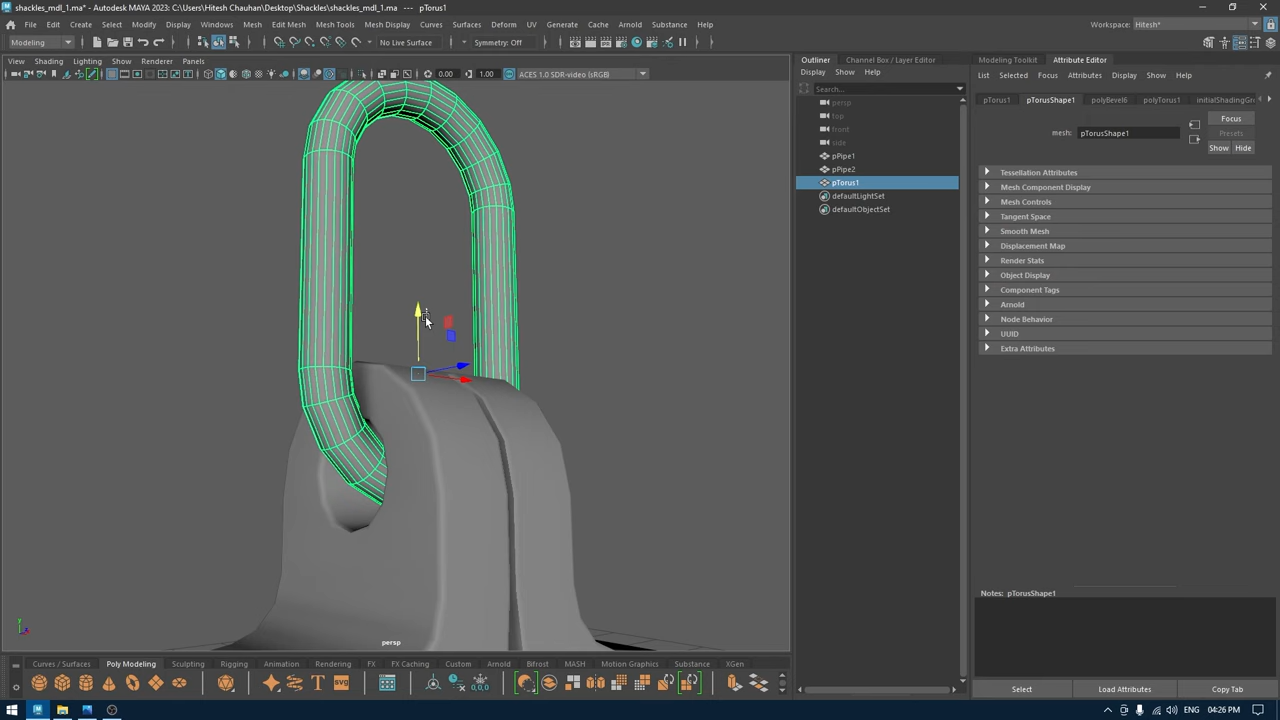 shackles_mdl_1.ma* - Autodesk MAYA 2023: C:\Users\Hitesh Chauhan\Desktop\Shackles\shackles_mdl_1.ma --- pTorus1
File Edit Create Select Modify Display Windows Mesh Edit Mesh Mesh Tools Mesh Display Curves Surfaces Deform UV Generate Cache Arnold Substance Help
Workspace: Hitesh*
Modeling
No Live Surface
Symmetry: Off
View Shading Lighting Show Renderer Panels
0.00
1.00
ACES 1.0 SDR-video (sRGB)
persp
Outliner
Channel Box / Layer Editor
Display Show Help
Search...
persp
top
front
side
pPipe1
pPipe2
pTorus1
defaultLightSet
defaultObjectSet
Modeling Toolkit
Attribute Editor
List Selected Focus Attributes Display Show Help
pTorus1 pTorusShape1 polyBevel6 polyTorus1 initialShadingGr
mesh: pTorusShape1
Focus
Presets
Show Hide
Tessellation Attributes
Mesh Component Display
Mesh Controls
Tangent Space
Smooth Mesh
Displacement Map
Render Stats
Object Display
Component Tags
Arnold
Node Behavior
UUID
Extra Attributes
Notes: pTorusShape1
Select
Load Attributes
Copy Tab
Curves / Surfaces Poly Modeling Sculpting Rigging Animation Rendering FX FX Caching Custom Arnold Bifrost MASH Motion Graphics Substance XGen
ENG 04:26 PM